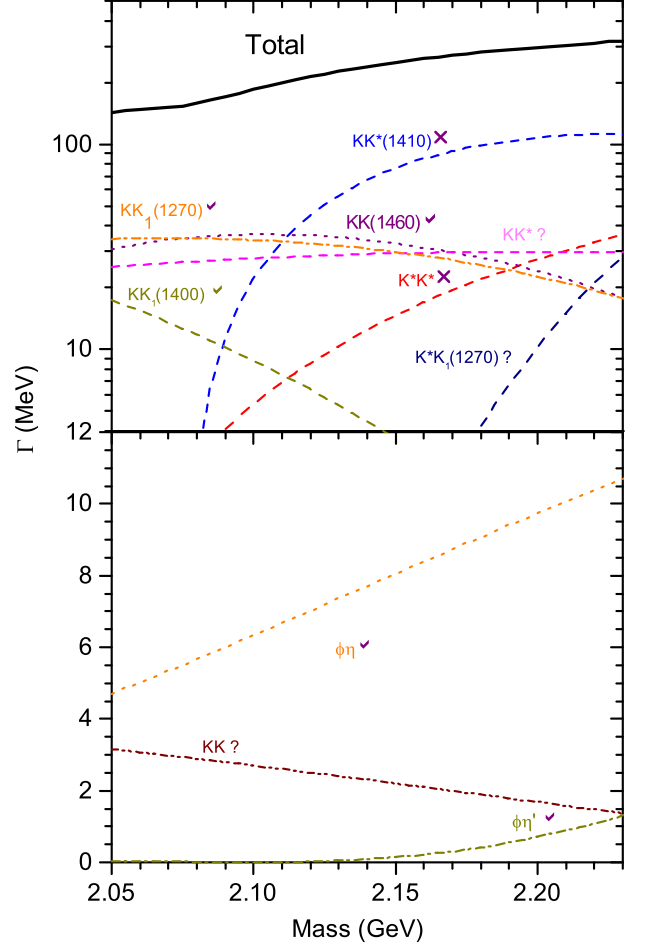 Total
100
KK*(1410)
KK₁(1270)
KK(1460)
KK* ?
K*K*
KK₁(1400)
10
K*K₁(1270) ?
Γ (MeV)
12
10
8
6
ϕη
4
KK ?
2
ϕη'
0
2.05 2.10 2.15 2.20
Mass (GeV)